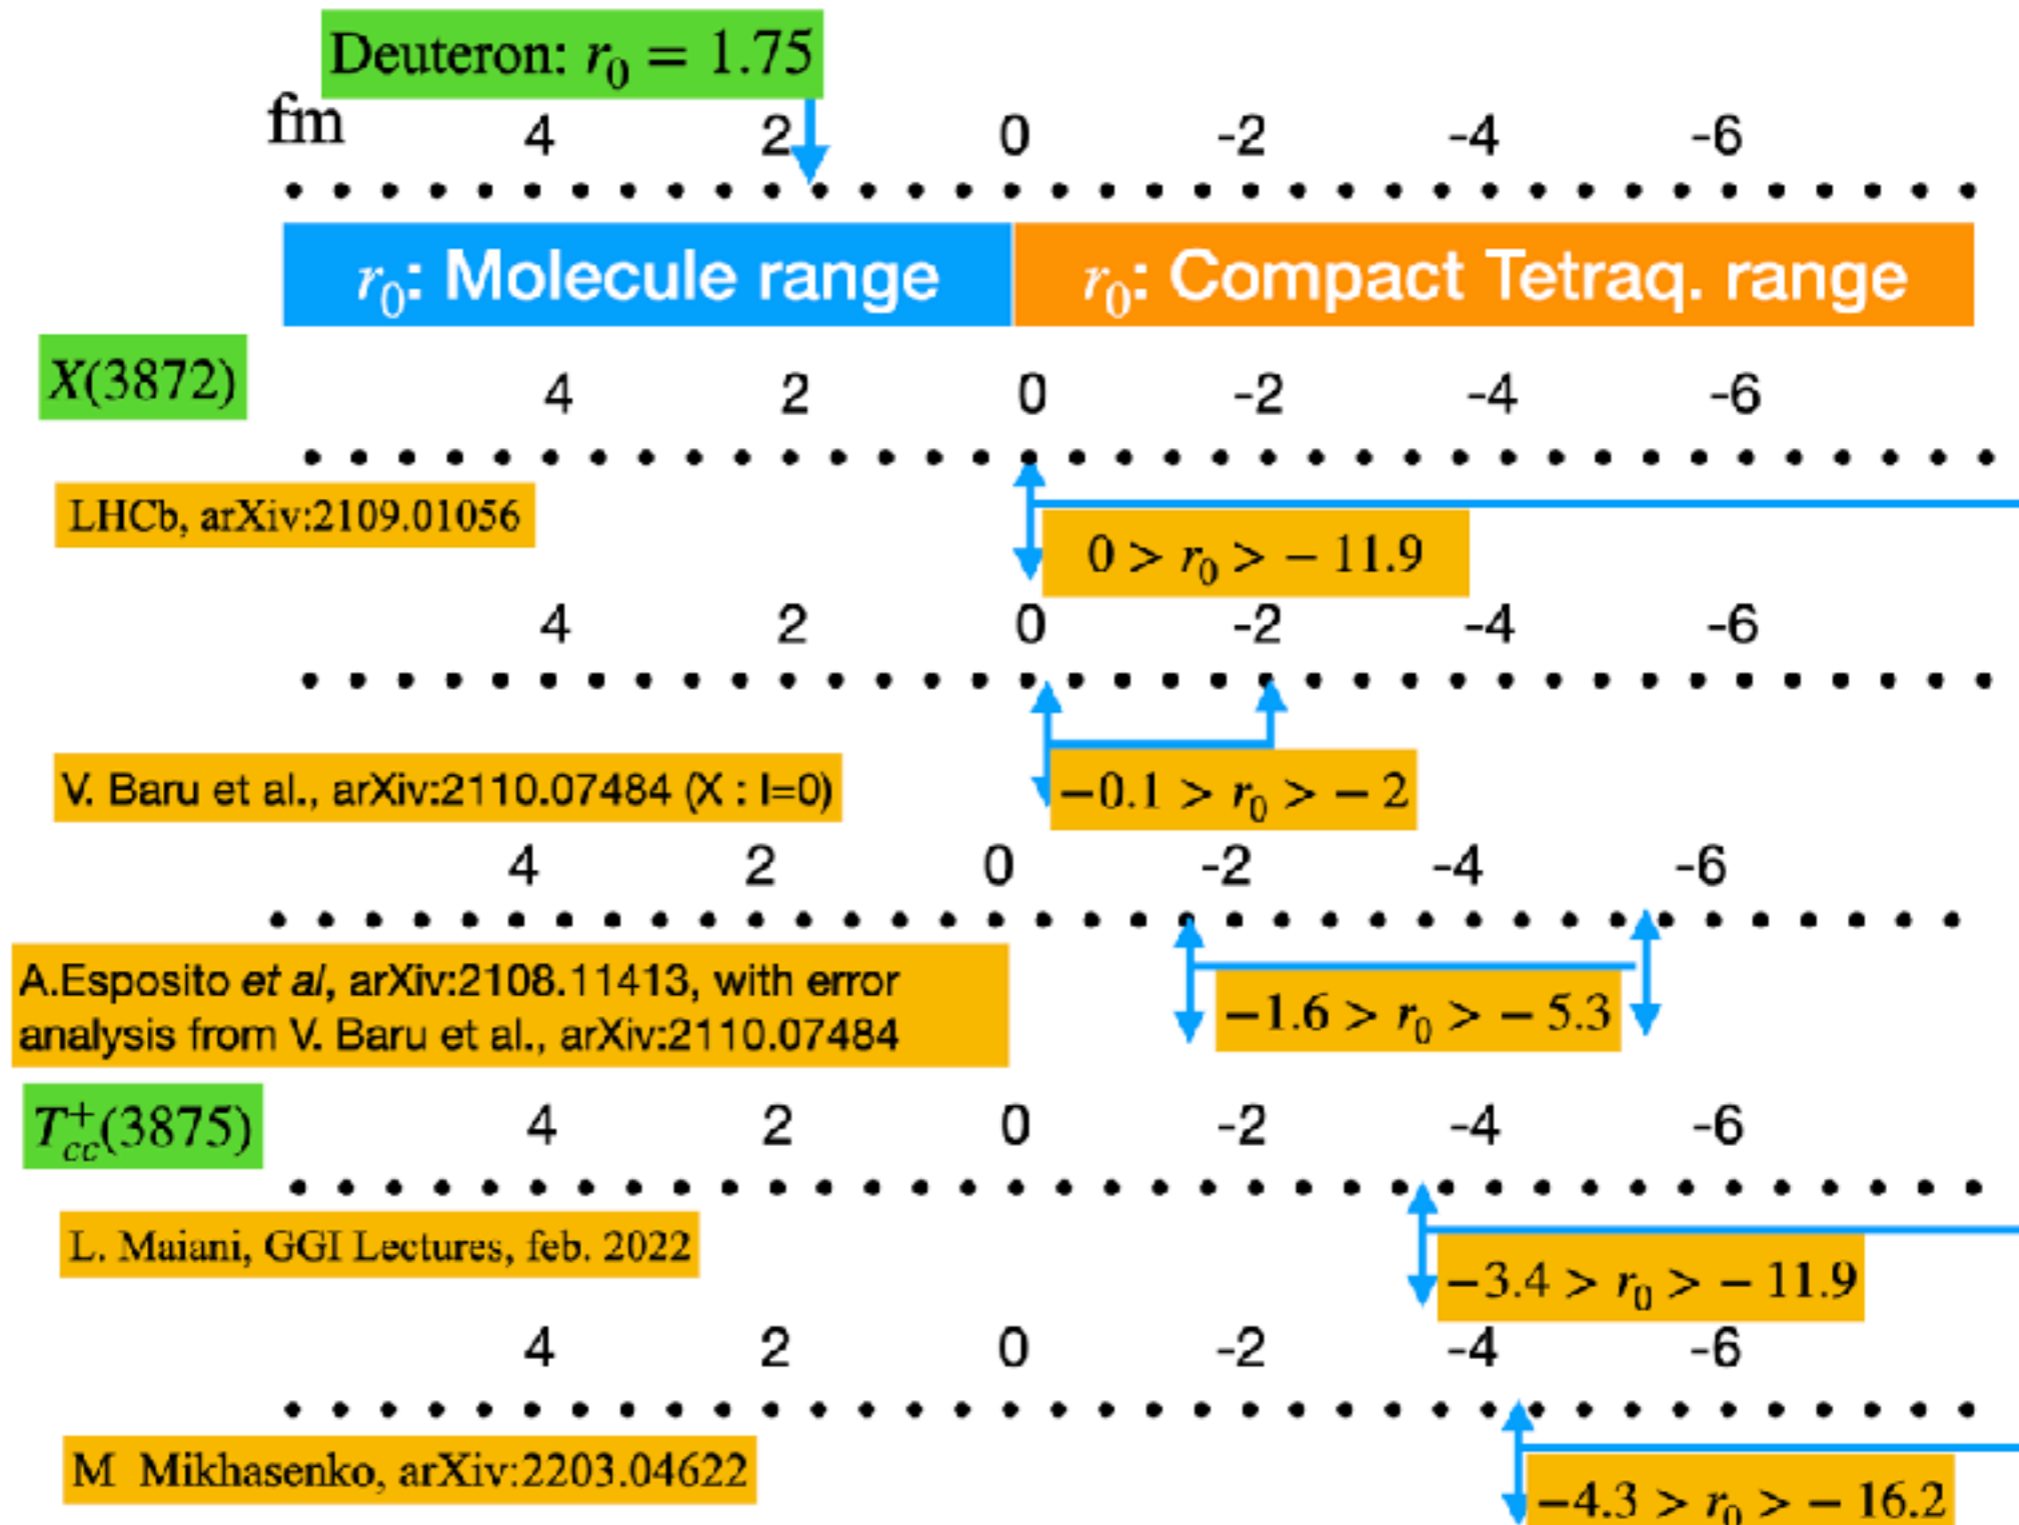 Deuteron: r₀ = 1.75
fm 4 2 0 -2 -4 -6
r₀: Molecule range r₀: Compact Tetraq. range
X(3872)
4 2 0 -2 -4 -6
LHCb, arXiv:2109.01056
0 > r₀ > − 11.9
4 2 0 -2 -4 -6
V. Baru et al., arXiv:2110.07484 (X : I=0)
−0.1 > r₀ > − 2
4 2 0 -2 -4 -6
A.Esposito et al, arXiv:2108.11413, with error
analysis from V. Baru et al., arXiv:2110.07484
−1.6 > r₀ > − 5.3
T⁺cc(3875)
4 2 0 -2 -4 -6
L. Maiani, GGI Lectures, feb. 2022
−3.4 > r₀ > − 11.9
4 2 0 -2 -4 -6
M Mikhasenko, arXiv:2203.04622
−4.3 > r₀ > − 16.2